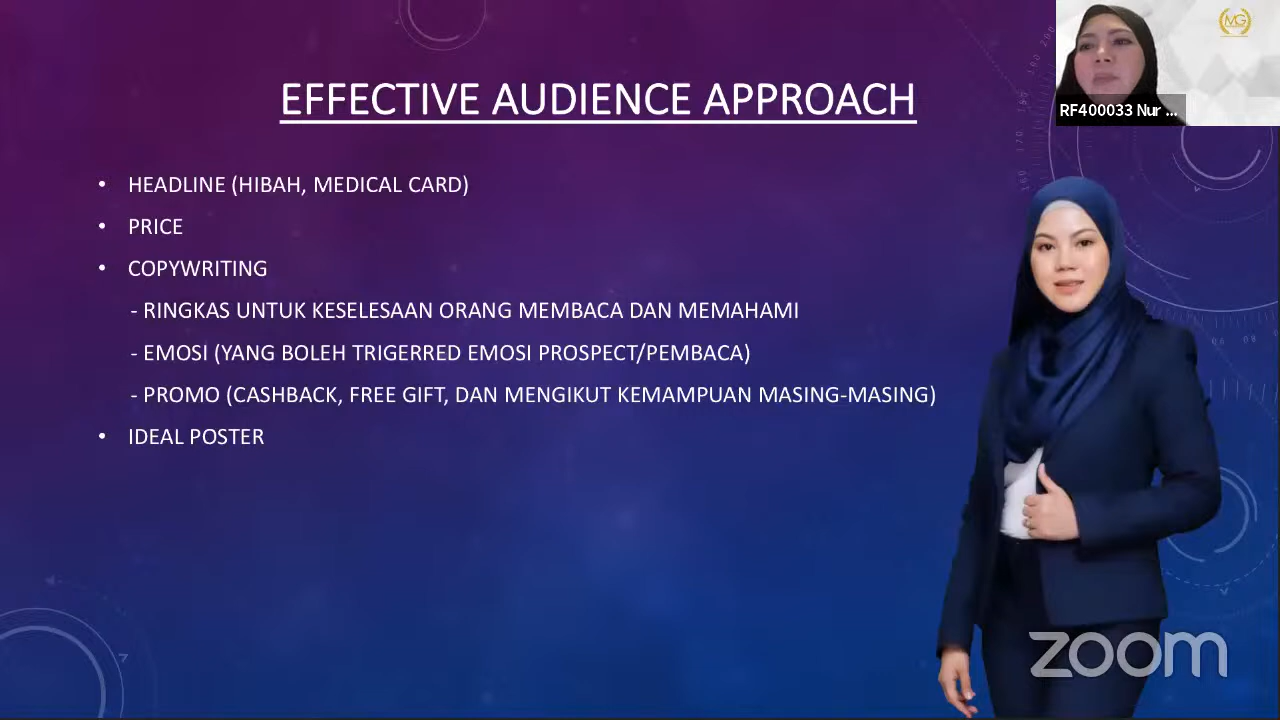 EFFECTIVE AUDIENCE APPROACH
• HEADLINE (HIBAH, MEDICAL CARD)
• PRICE
• COPYWRITING
- RINGKAS UNTUK KESELESAAN ORANG MEMBACA DAN MEMAHAMI
- EMOSI (YANG BOLEH TRIGERRED EMOSI PROSPECT/PEMBACA)
- PROMO (CASHBACK, FREE GIFT, DAN MENGIKUT KEMAMPUAN MASING-MASING)
• IDEAL POSTER
MG
RF400033 Nur ...
zoom